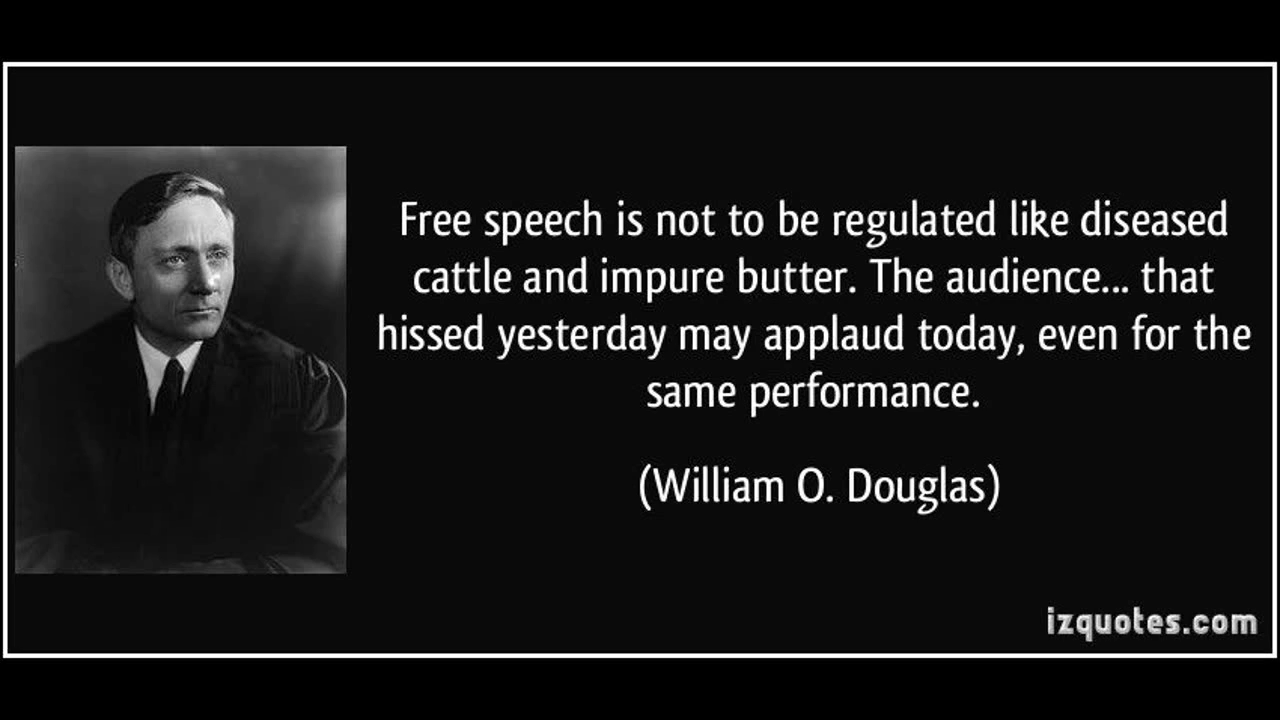 Free speech is not to be regulated like diseased
cattle and impure butter. The audience... that
hissed yesterday may applaud today, even for the
same performance.
(William O. Douglas)
izquotes.com